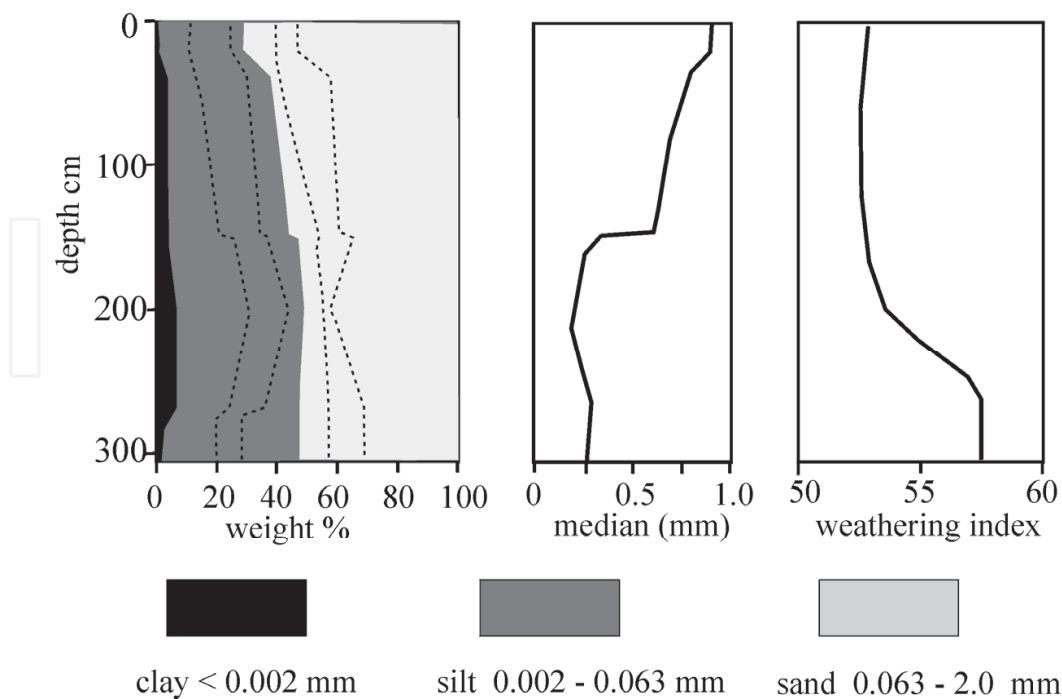 0
100
200
300
depth cm
0 20 40 60 80 100
weight %
0 0.5 1.0
median (mm)
50 55 60
weathering index
clay < 0.002 mm
silt 0.002 - 0.063 mm
sand 0.063 - 2.0 mm